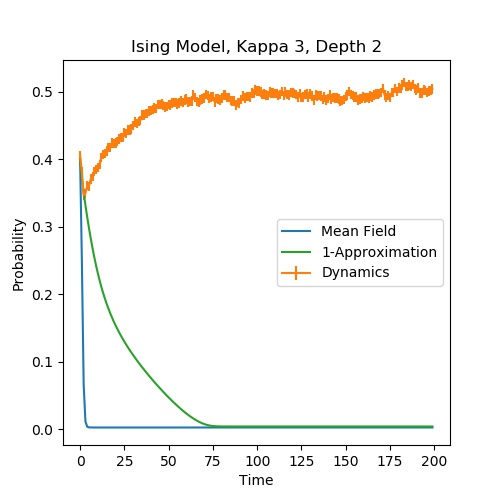 Ising Model, Kappa 3, Depth 2
Probability
0.5
0.4
0.3
0.2
0.1
0.0
Mean Field
1-Approximation
Dynamics
0 25 50 75 100 125 150 175 200
Time